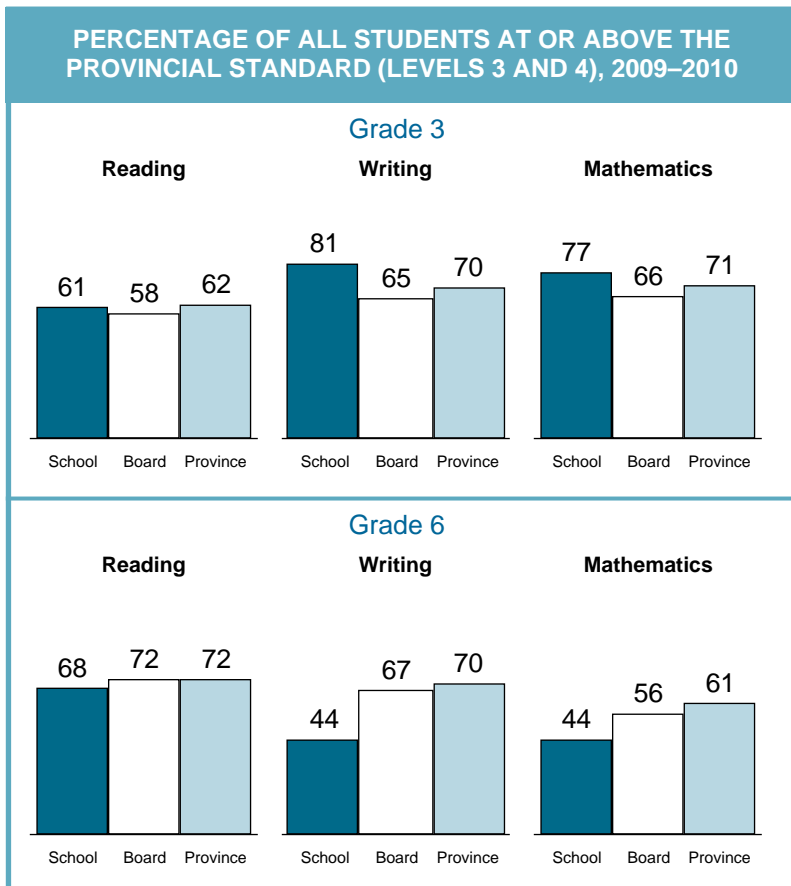 PERCENTAGE OF ALL STUDENTS AT OR ABOVE THE
PROVINCIAL STANDARD (LEVELS 3 AND 4), 2009–2010
Grade 3
Reading Writing Mathematics
61 58 62 81 65 70 77 66 71
School Board Province School Board Province School Board Province
Grade 6
Reading Writing Mathematics
68 72 72 44 67 70 44 56 61
School Board Province School Board Province School Board Province